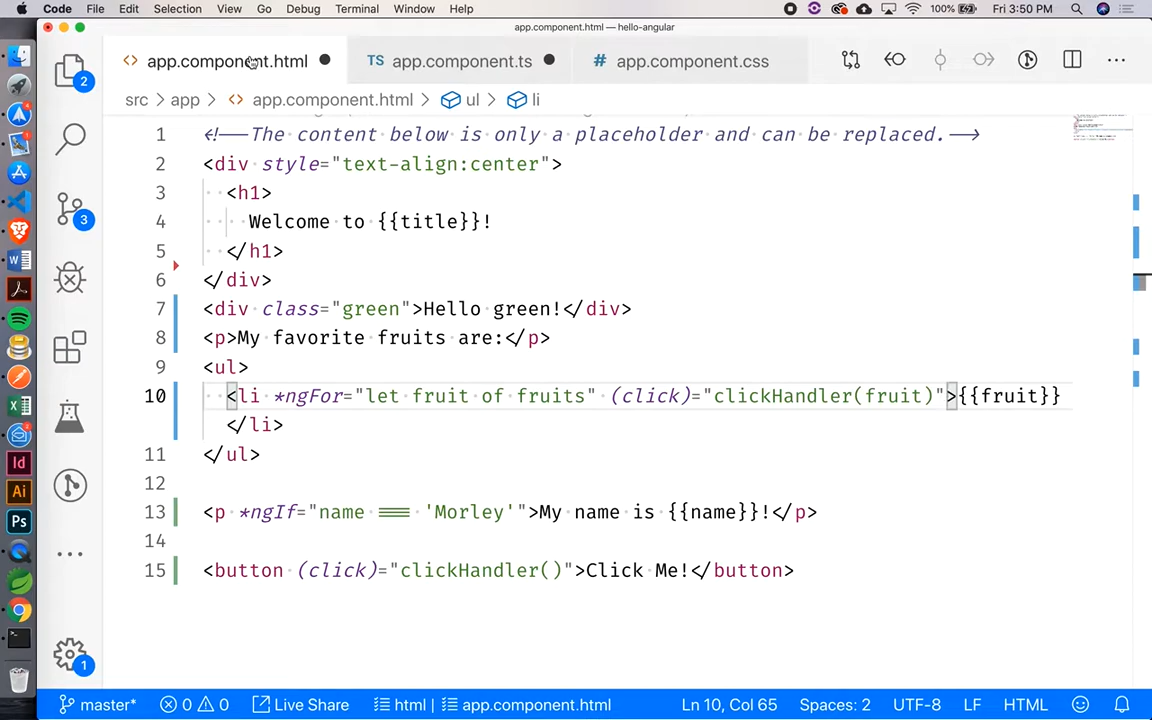 Code File Edit Selection View Go Debug Terminal Window Help 100% Fri 3:50 PM
app.component.html — hello-angular
<> app.component.html TS app.component.ts # app.component.css
src > app > <> app.component.html > ul > li
1 <!--The content below is only a placeholder and can be replaced.-->
2 <div style="text-align:center">
3 <h1>
4 Welcome to {{title}}!
5 </h1>
6 </div>
7 <div class="green">Hello green!</div>
8 <p>My favorite fruits are:</p>
9 <ul>
10 <li *ngFor="let fruit of fruits" (click)="clickHandler(fruit)">{{fruit}}
</li>
11 </ul>
12
13 <p *ngIf="name === 'Morley'">My name is {{name}}!</p>
14
15 <button (click)="clickHandler()">Click Me!</button>
2
3
1
Id
Ai
Ps
master* 0 0 Live Share html | app.component.html Ln 10, Col 65 Spaces: 2 UTF-8 LF HTML